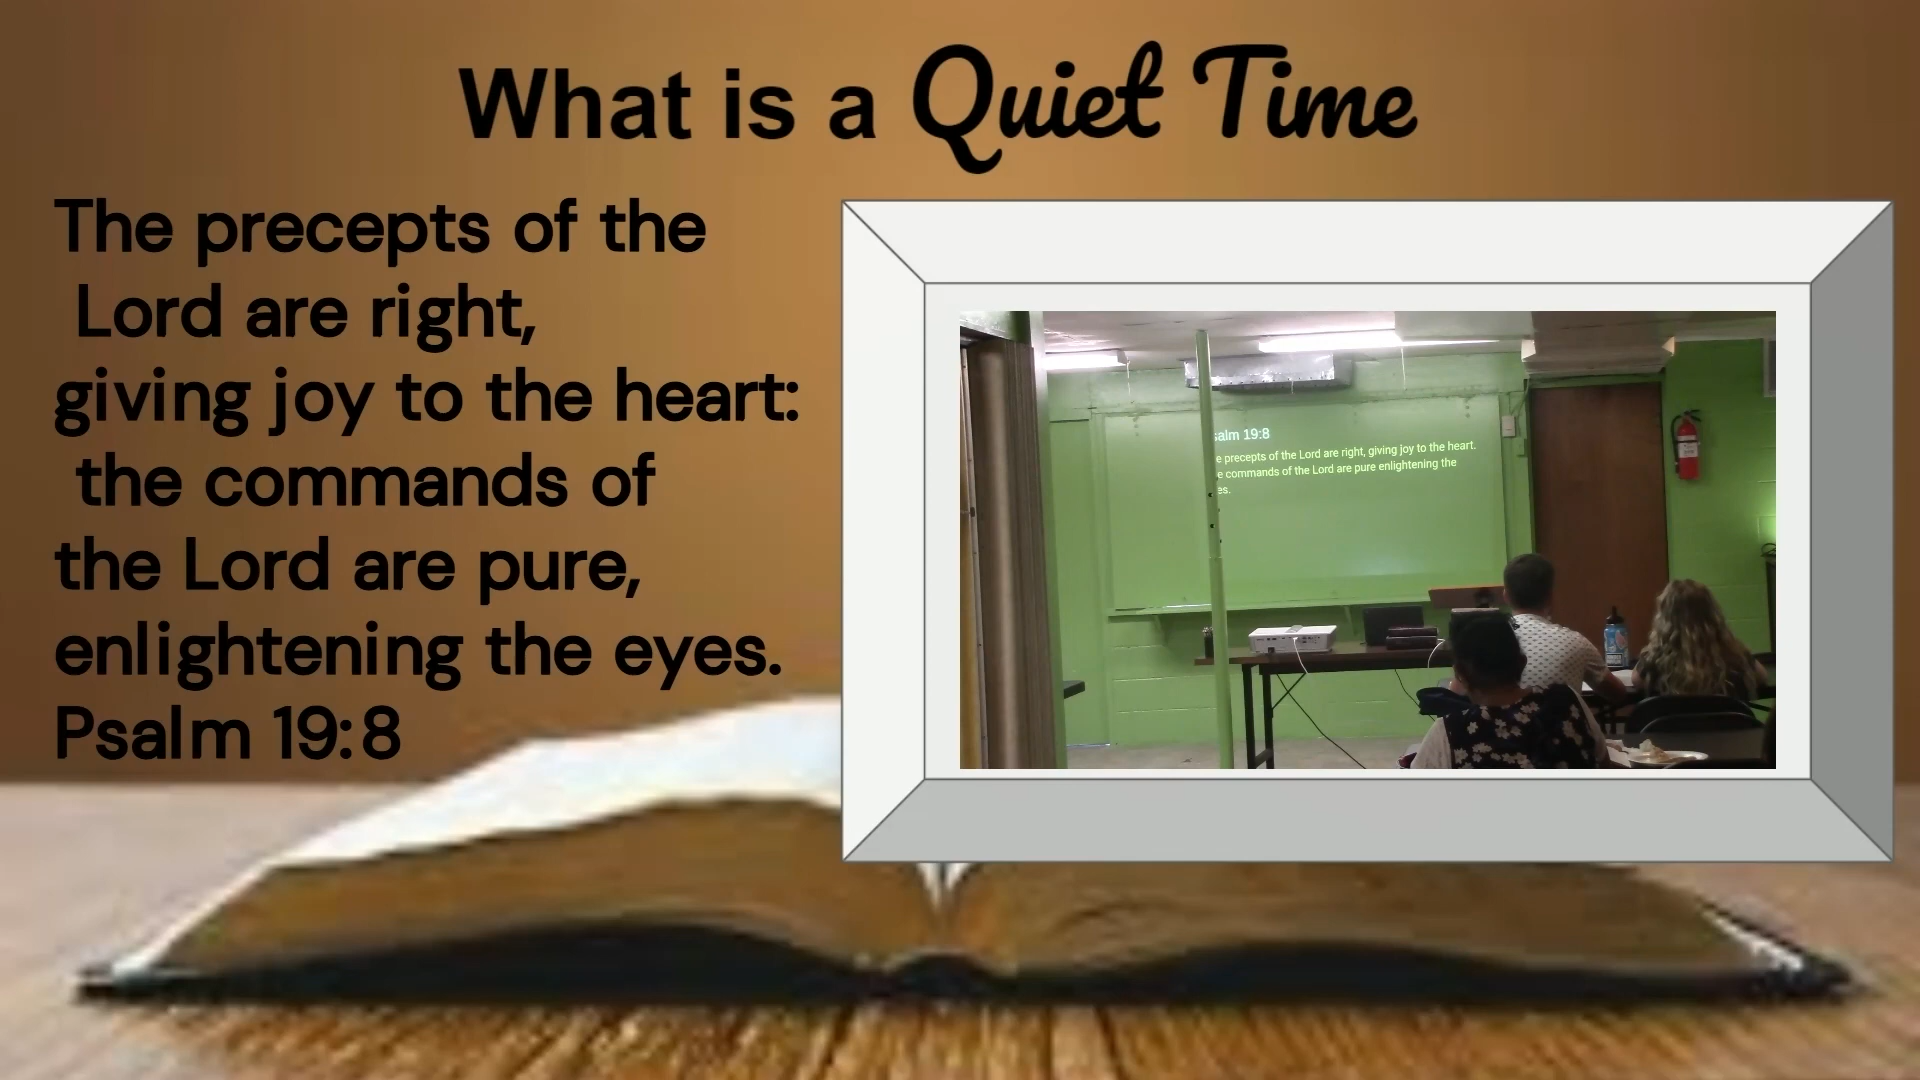 What is a Quiet Time
The precepts of the
Lord are right,
giving joy to the heart:
the commands of
the Lord are pure,
enlightening the eyes.
Psalm 19:8
salm 19:8
e precepts of the Lord are right, giving joy to the heart.
e commands of the Lord are pure enlightening the
es.